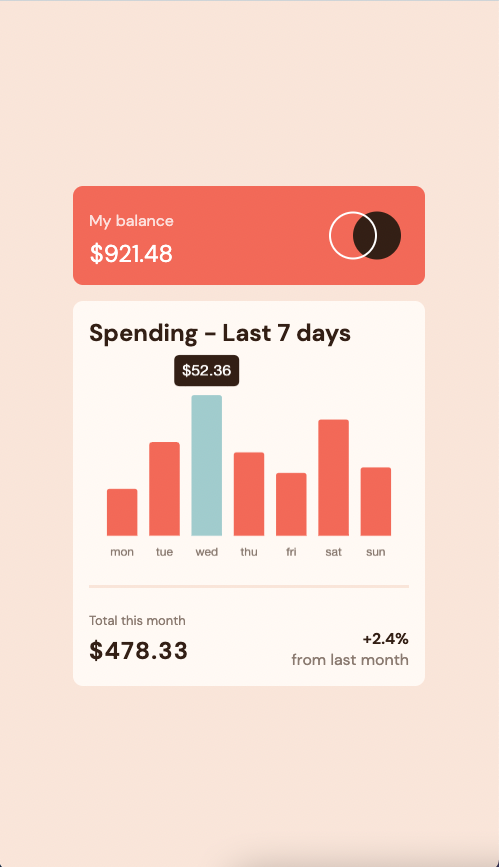 My balance
$921.48
Spending – Last 7 days
$52.36
mon tue wed thu fri sat sun
Total this month
$478.33
+2.4%
from last month